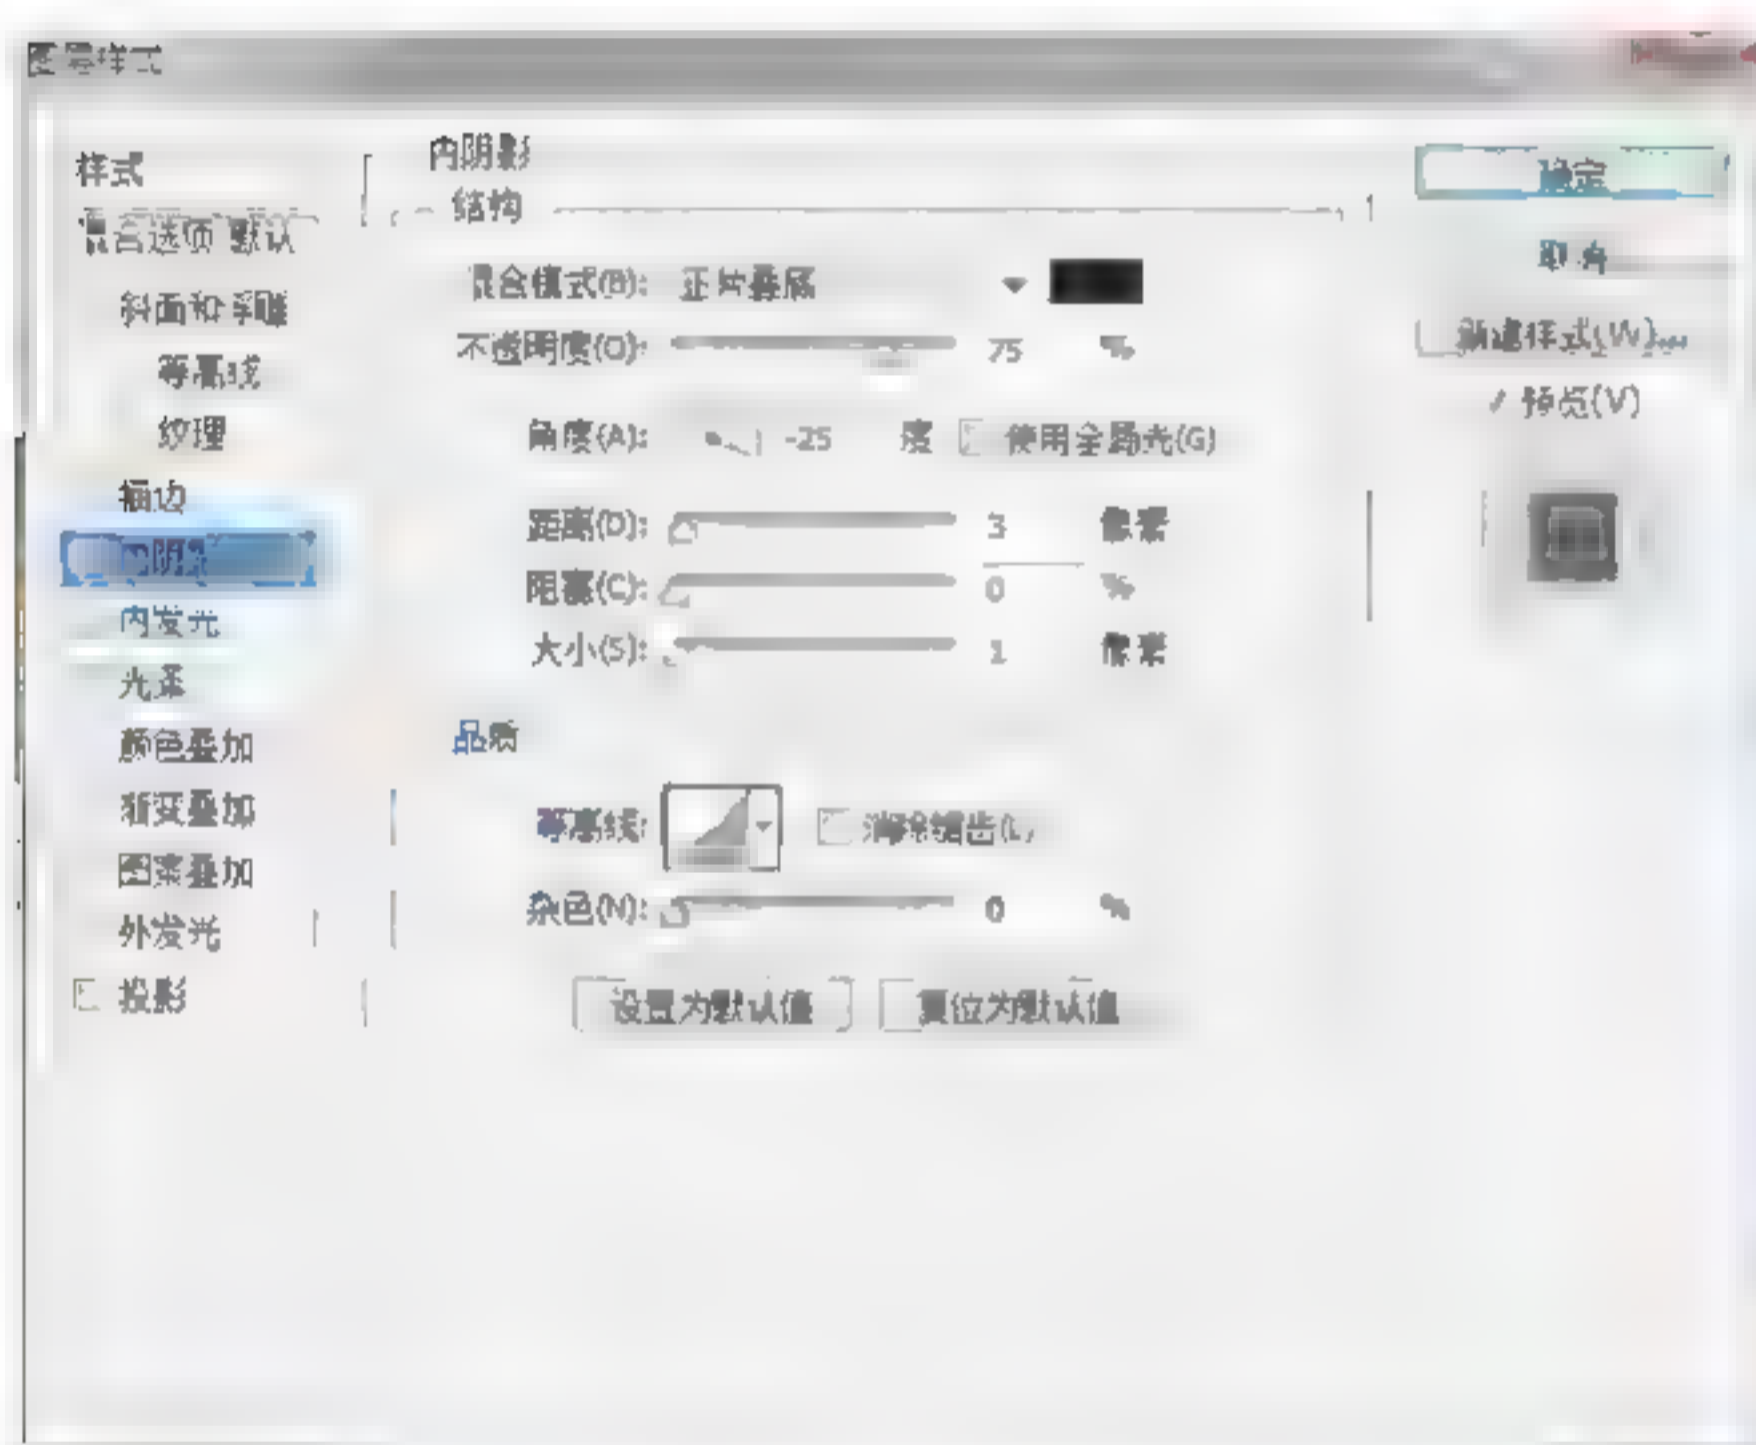 图层样式
样式
混合选项:默认
斜面和浮雕
等高线
纹理
描边
内阴影
内发光
光泽
颜色叠加
渐变叠加
图案叠加
外发光
投影
内阴影
结构
混合模式(B): 正片叠底
不透明度(O): 75 %
角度(A): -25 度 使用全局光(G)
距离(D): 3 像素
阻塞(C): 0 %
大小(S): 1 像素
品质
等高线: 消除锯齿(L)
杂色(N): 0 %
设置为默认值 复位为默认值
确定
取消
新建样式(W)...
预览(V)